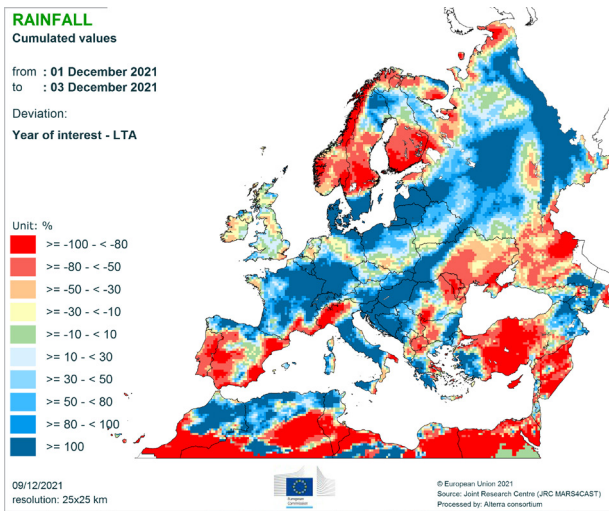 RAINFALL
Cumulated values
from : 01 December 2021
to : 03 December 2021
Deviation:
Year of interest - LTA
Unit: %
>= -100 - < -80
>= -80 - < -50
>= -50 - < -30
>= -30 - < -10
>= -10 - < 10
>= 10 - < 30
>= 30 - < 50
>= 50 - < 80
>= 80 - < 100
>= 100
09/12/2021
resolution: 25x25 km
European
Commission
© European Union 2021
Source: Joint Research Centre (JRC MARS4CAST)
Processed by: Alterra consortium